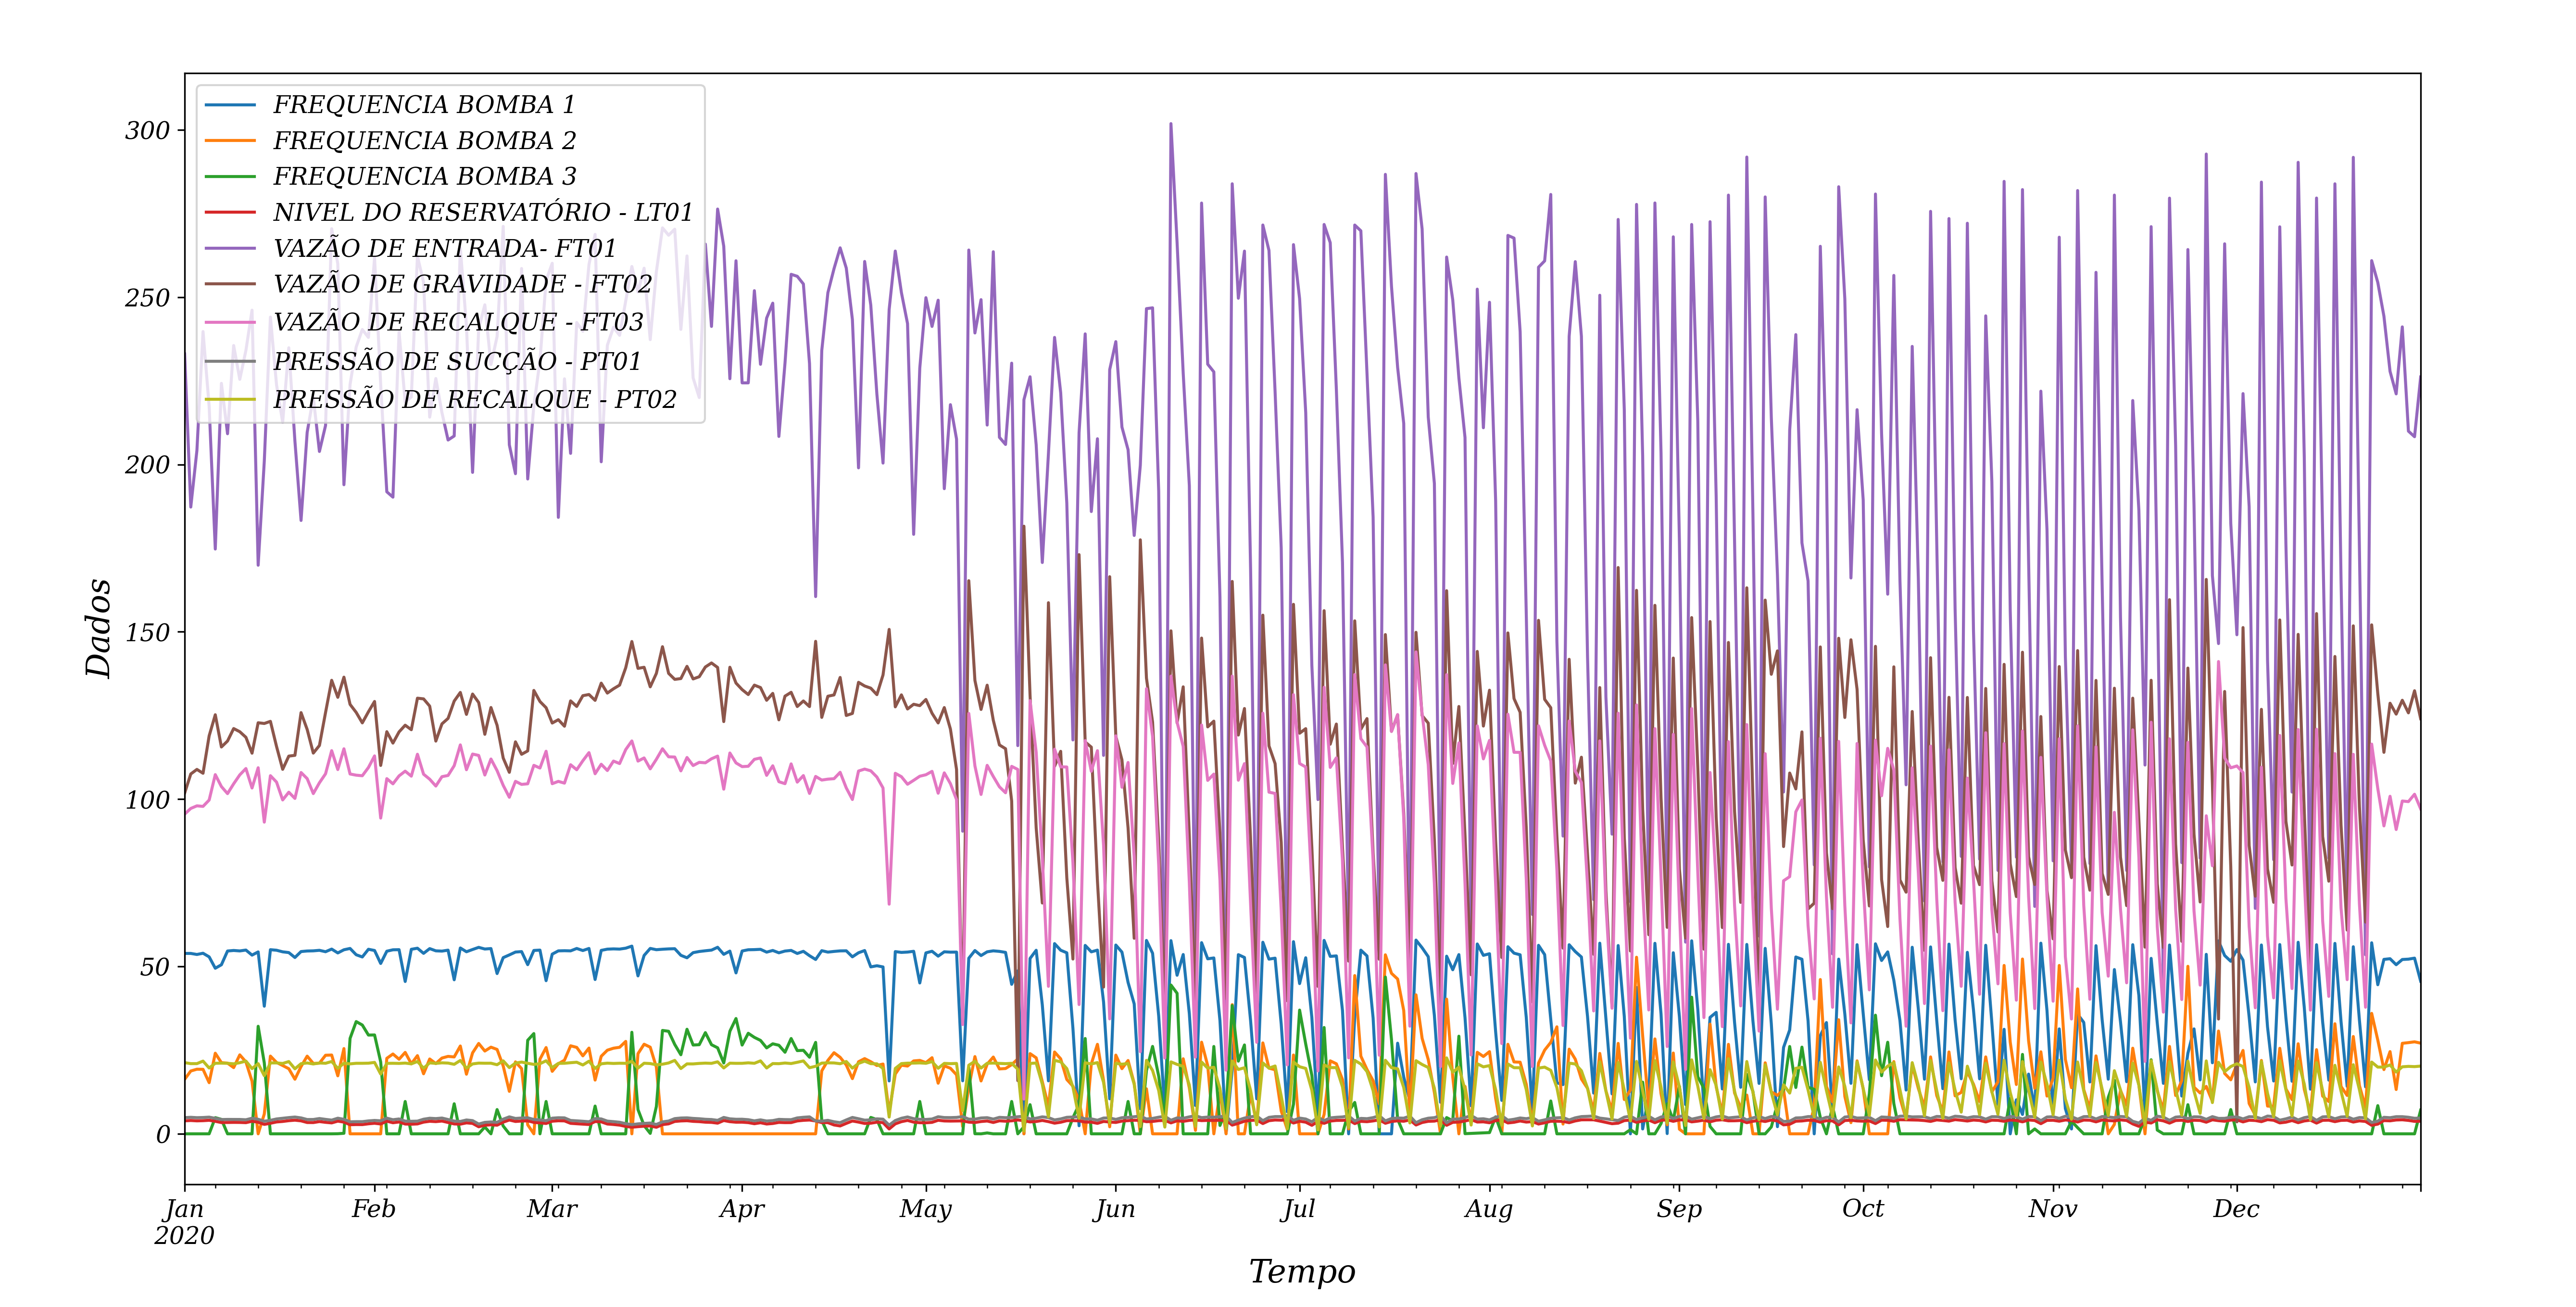 FREQUENCIA BOMBA 1
FREQUENCIA BOMBA 2
FREQUENCIA BOMBA 3
NIVEL DO RESERVATÓRIO - LT01
VAZÃO DE ENTRADA- FT01
VAZÃO DE GRAVIDADE - FT02
VAZÃO DE RECALQUE - FT03
PRESSÃO DE SUCÇÃO - PT01
PRESSÃO DE RECALQUE - PT02
300
250
200
150
100
50
0
Dados
Jan Feb Mar Apr May Jun Jul Aug Sep Oct Nov Dec
2020
Tempo